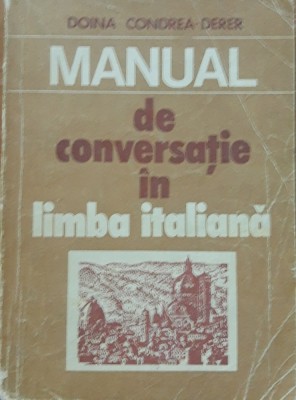 DOINA CONDREA-DERER
MANUAL
de
conversație
în
limba italiană